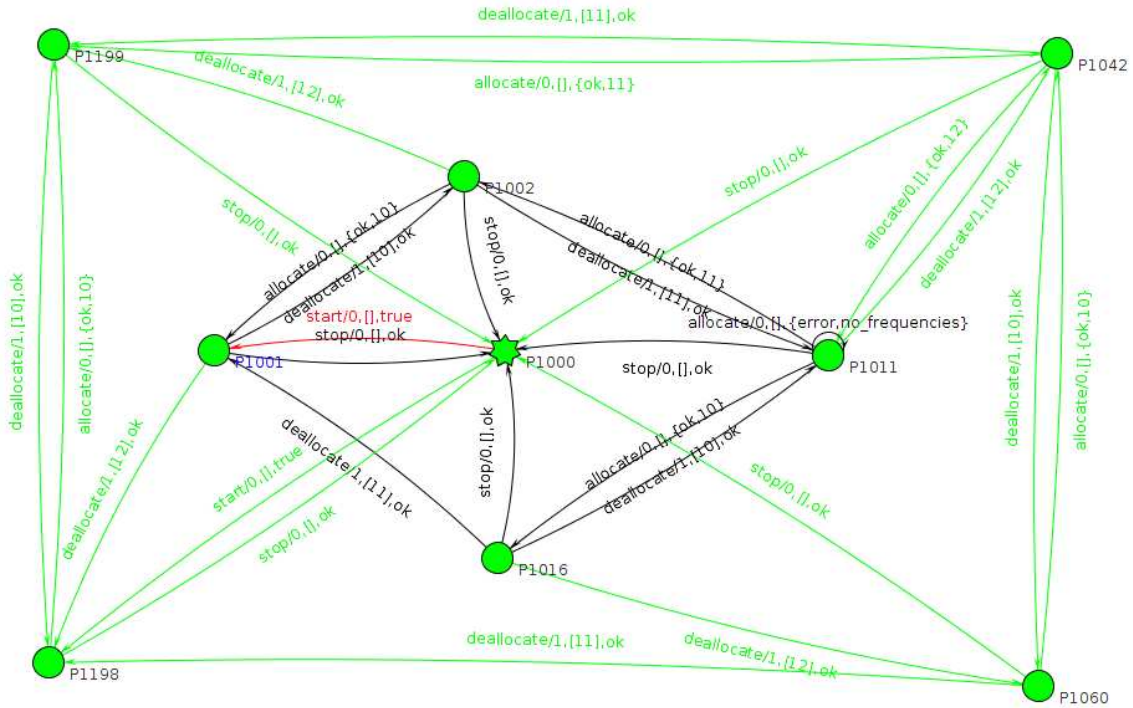 deallocate/1,[11],ok
P1199
P1042
deallocate/1,[12],ok
allocate/0,[],{ok,11}
P1002
stop/0,[],ok
allocate/0,[],{ok,12}
deallocate/1,[12],ok
stop/0,[],ok
allocate/0,[],{ok,10}
deallocate/1,[10],ok
stop/0,[],ok
allocate/0,[],{ok,11}
deallocate/1,[11],ok
start/0,[],true
stop/0,[],ok
allocate/0,[],{error,no_frequencies}
P1001
P1000
P1011
stop/0,[],ok
deallocate/1,[10],ok
allocate/0,[],{ok,10}
deallocate/1,[10],ok
allocate/0,[],{ok,10}
deallocate/1,[12],ok
deallocate/1,[11],ok
stop/0,[],ok
allocate/0,[],{ok,10}
deallocate/1,[10],ok
start/0,[],true
stop/0,[],ok
stop/0,[],ok
P1016
deallocate/1,[11],ok
deallocate/1,[12],ok
P1198
P1060